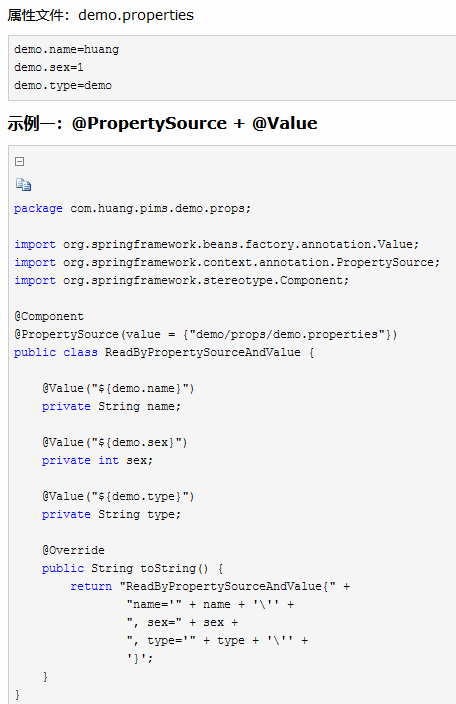 属性文件：demo.properties
demo.name=huang
demo.sex=1
demo.type=demo
示例一：@PropertySource + @Value
package com.huang.pims.demo.props;
import org.springframework.beans.factory.annotation.Value;
import org.springframework.context.annotation.PropertySource;
import org.springframework.stereotype.Component;
@Component
@PropertySource(value = {"demo/props/demo.properties"})
public class ReadByPropertySourceAndValue {
    @Value("${demo.name}")
    private String name;
    @Value("${demo.sex}")
    private int sex;
    @Value("${demo.type}")
    private String type;
    @Override
    public String toString() {
        return "ReadByPropertySourceAndValue{" +
                "name='" + name + '\'' +
                ", sex=" + sex +
                ", type='" + type + '\'' +
                '}';
    }
}